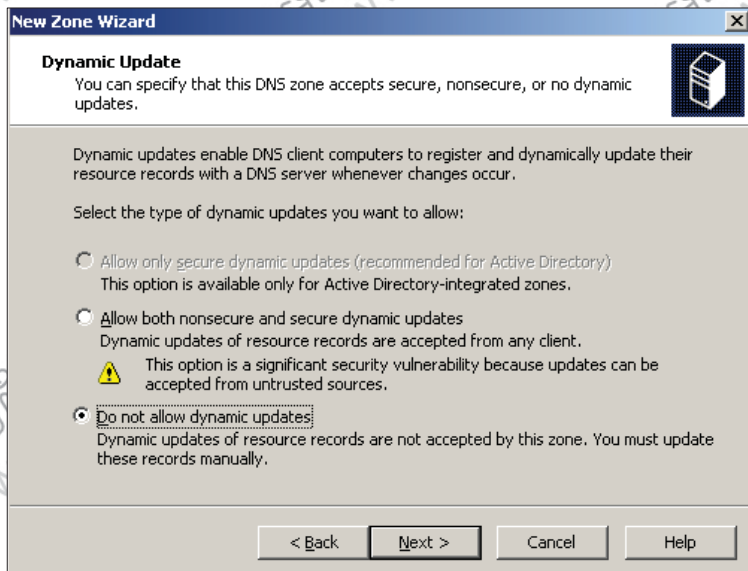 New Zone Wizard
Dynamic Update
You can specify that this DNS zone accepts secure, nonsecure, or no dynamic
updates.
Dynamic updates enable DNS client computers to register and dynamically update their
resource records with a DNS server whenever changes occur.
Select the type of dynamic updates you want to allow:
Allow only secure dynamic updates (recommended for Active Directory)
This option is available only for Active Directory-integrated zones.
Allow both nonsecure and secure dynamic updates
Dynamic updates of resource records are accepted from any client.
This option is a significant security vulnerability because updates can be
accepted from untrusted sources.
Do not allow dynamic updates
Dynamic updates of resource records are not accepted by this zone. You must update
these records manually.
< Back Next > Cancel Help